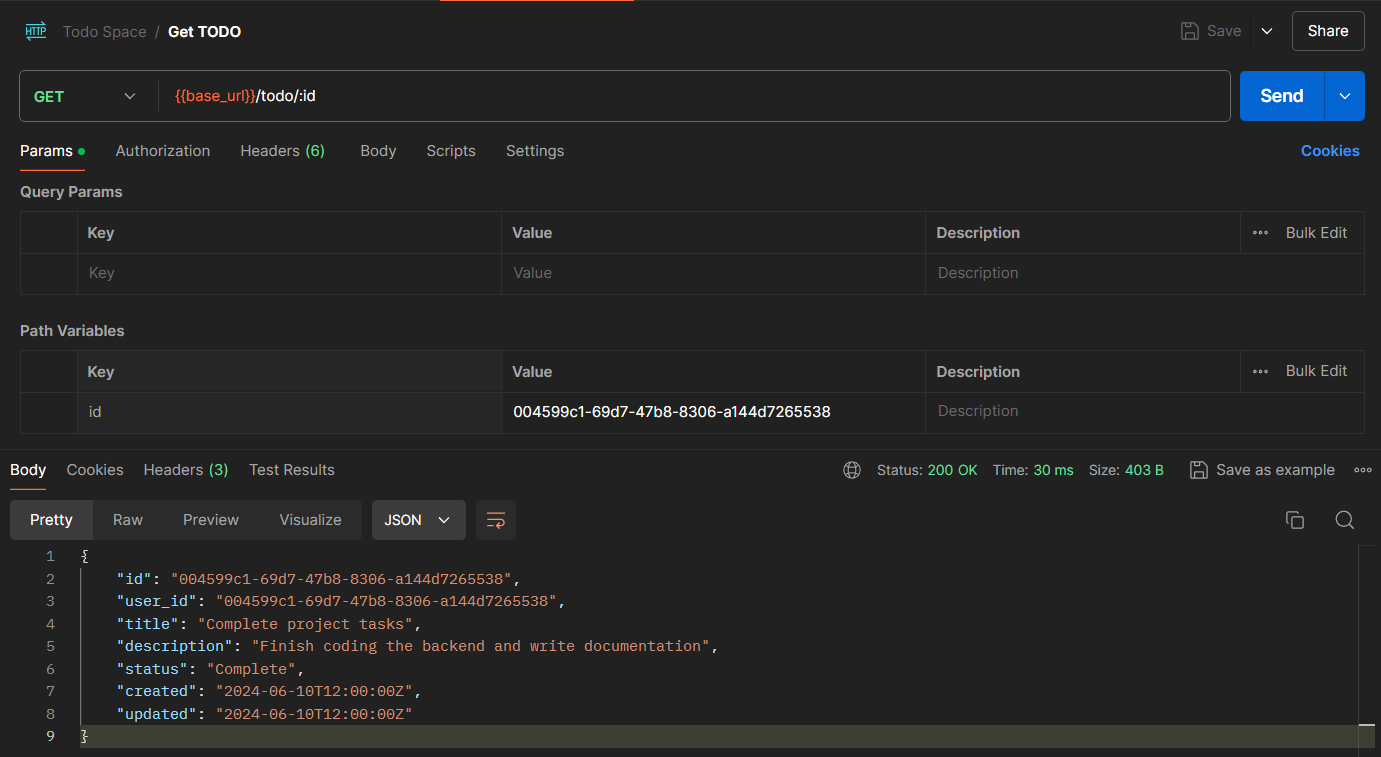 HTTP Todo Space / Get TODO Save Share
GET {{base_url}}/todo/:id Send
Params Authorization Headers (6) Body Scripts Settings Cookies
Query Params
Key Value Description Bulk Edit
Key Value Description
Path Variables
Key Value Description Bulk Edit
id 004599c1-69d7-47b8-8306-a144d7265538 Description
Body Cookies Headers (3) Test Results Status: 200 OK Time: 30 ms Size: 403 B Save as example
Pretty Raw Preview Visualize JSON
1 {
2 "id": "004599c1-69d7-47b8-8306-a144d7265538",
3 "user_id": "004599c1-69d7-47b8-8306-a144d7265538",
4 "title": "Complete project tasks",
5 "description": "Finish coding the backend and write documentation",
6 "status": "Complete",
7 "created": "2024-06-10T12:00:00Z",
8 "updated": "2024-06-10T12:00:00Z"
9 }